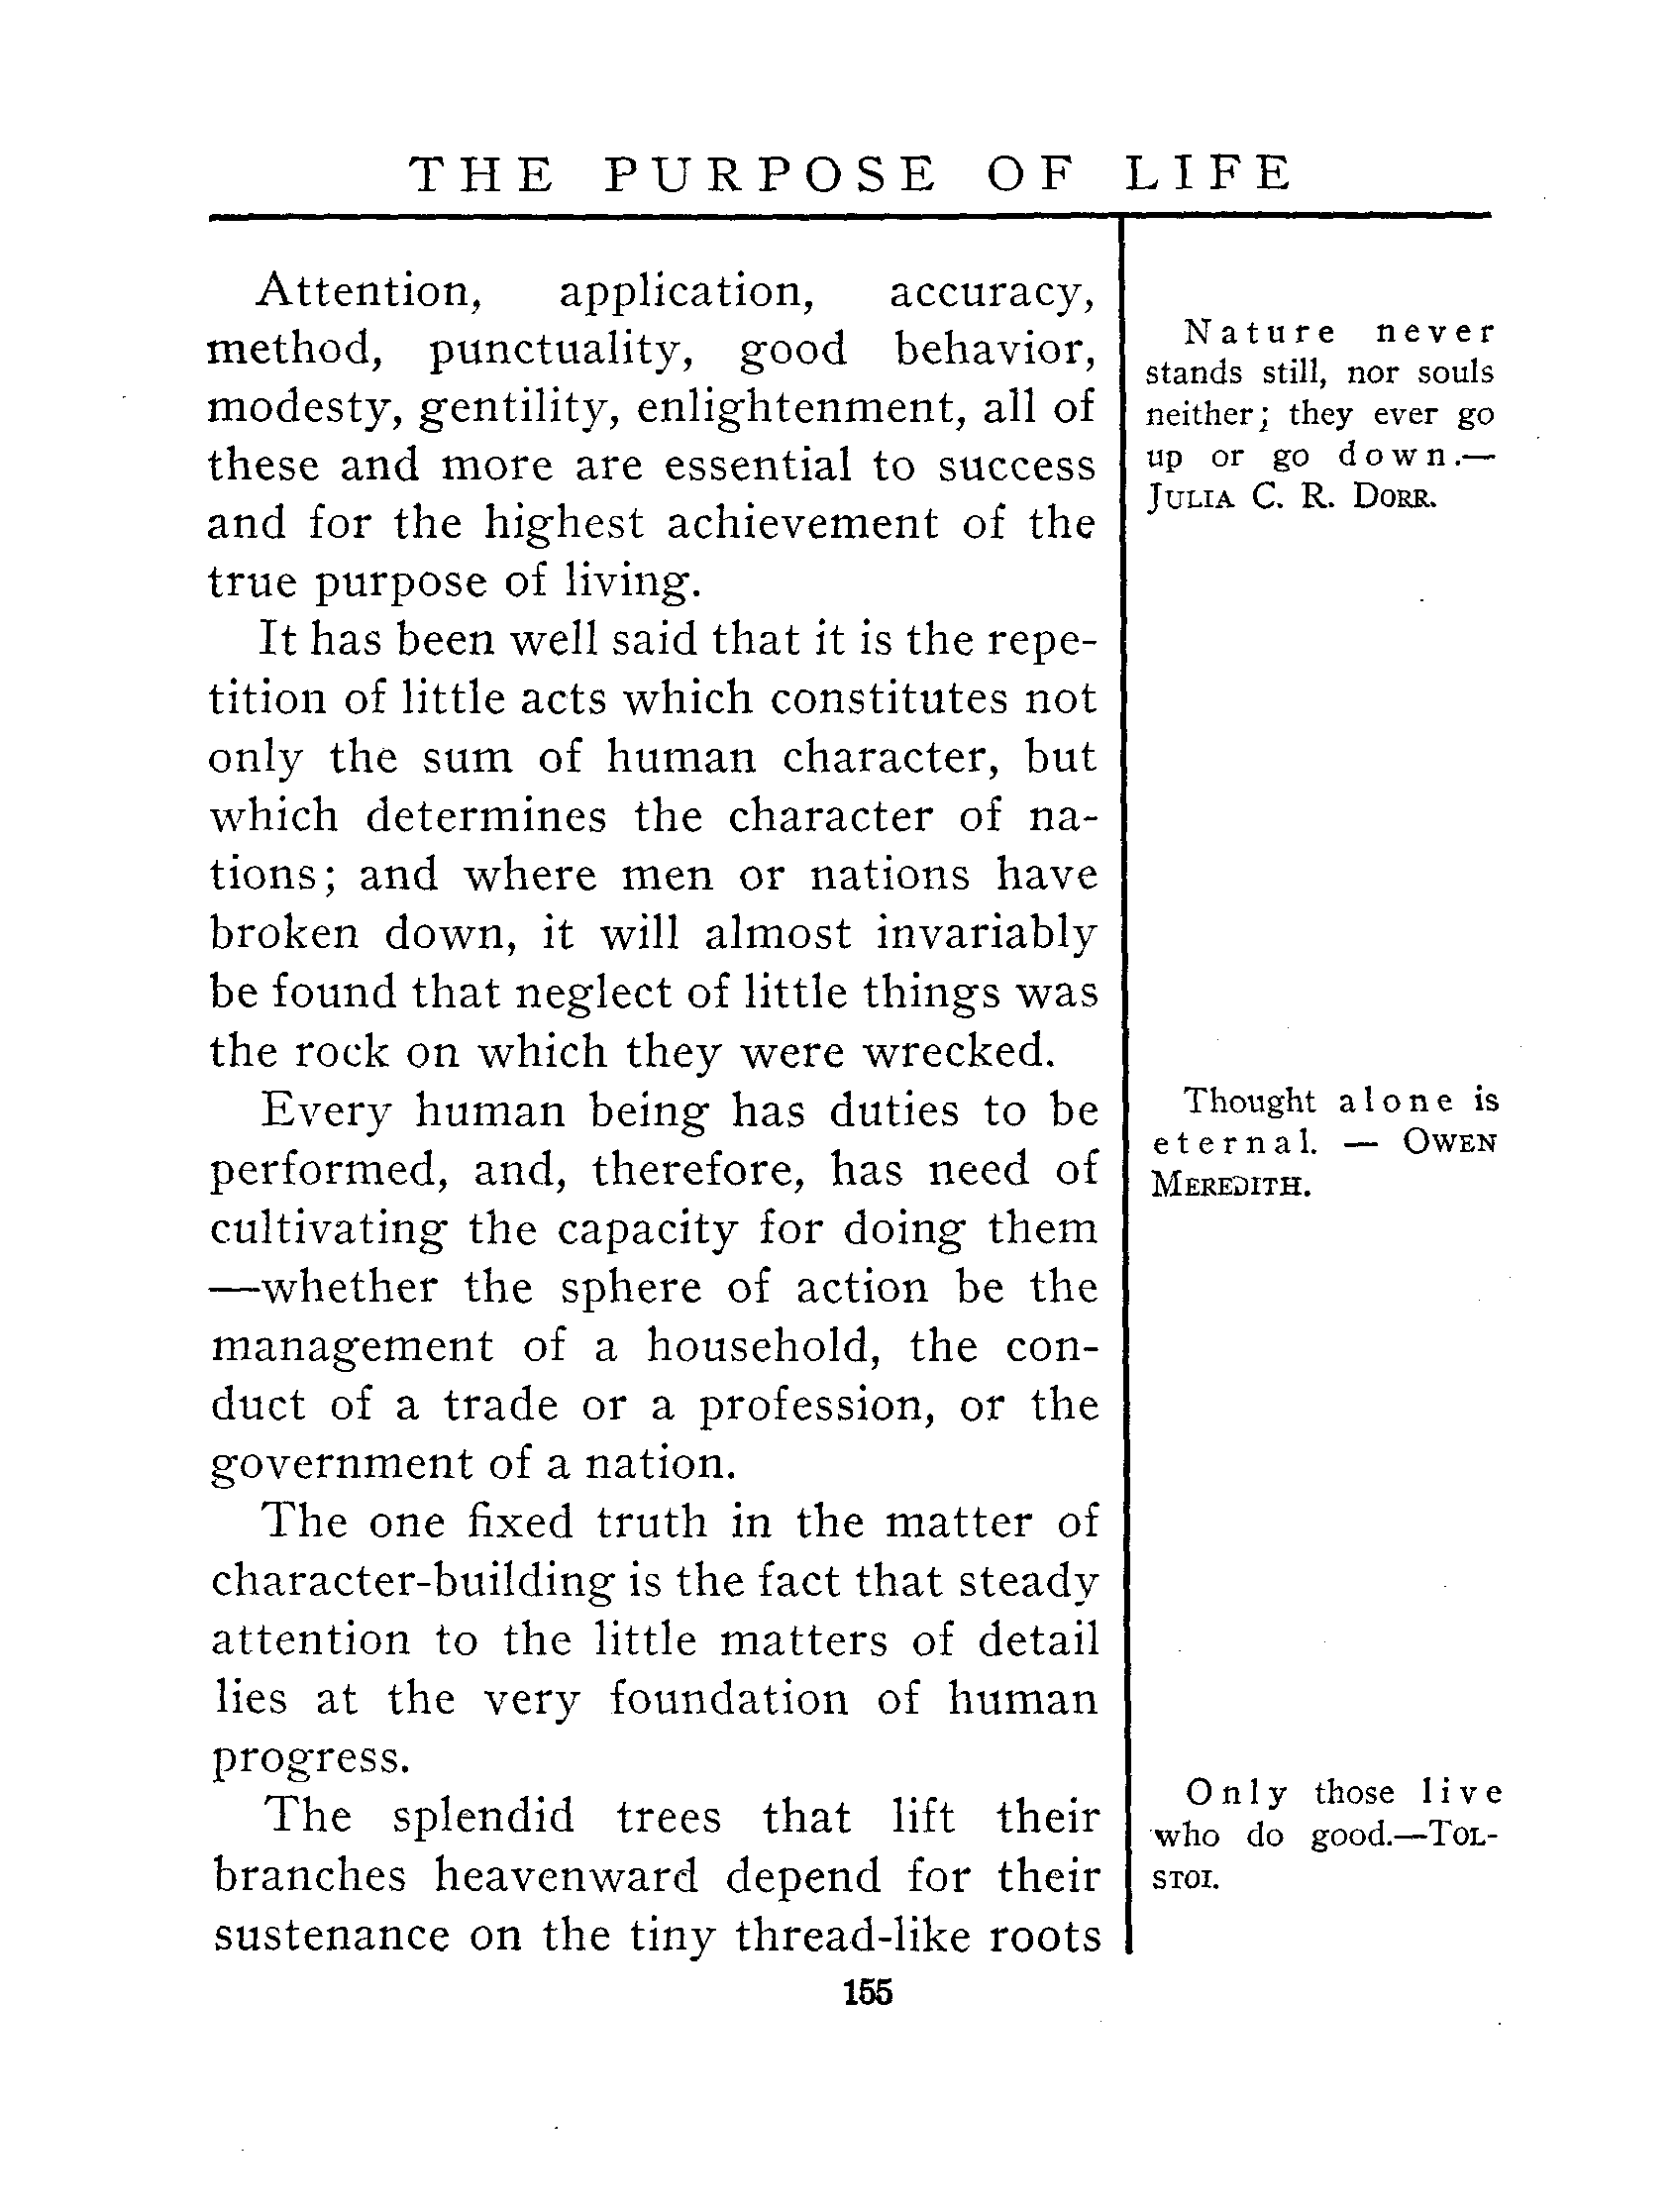 THE PURPOSE OF LIFE
Attention, application, accuracy,
method, punctuality, good behavior,
modesty, gentility, enlightenment, all of
these and more are essential to success
and for the highest achievement of the
true purpose of living.
It has been well said that it is the repe-
tition of little acts which constitutes not
only the sum of human character, but
which determines the character of na-
tions; and where men or nations have
broken down, it will almost invariably
be found that neglect of little things was
the rock on which they were wrecked.
Every human being has duties to be
performed, and, therefore, has need of
cultivating the capacity for doing them
—whether the sphere of action be the
management of a household, the con-
duct of a trade or a profession, or the
government of a nation.
The one fixed truth in the matter of
character-building is the fact that steady
attention to the little matters of detail
lies at the very foundation of human
progress.
The splendid trees that lift their
branches heavenward depend for their
sustenance on the tiny thread-like roots
Nature never
stands still, nor souls
neither; they ever go
up or go down.—
JULIA C. R. DORR.
Thought alone is
eternal. — OWEN
MEREDITH.
Only those live
who do good.—TOL-
STOI.
155